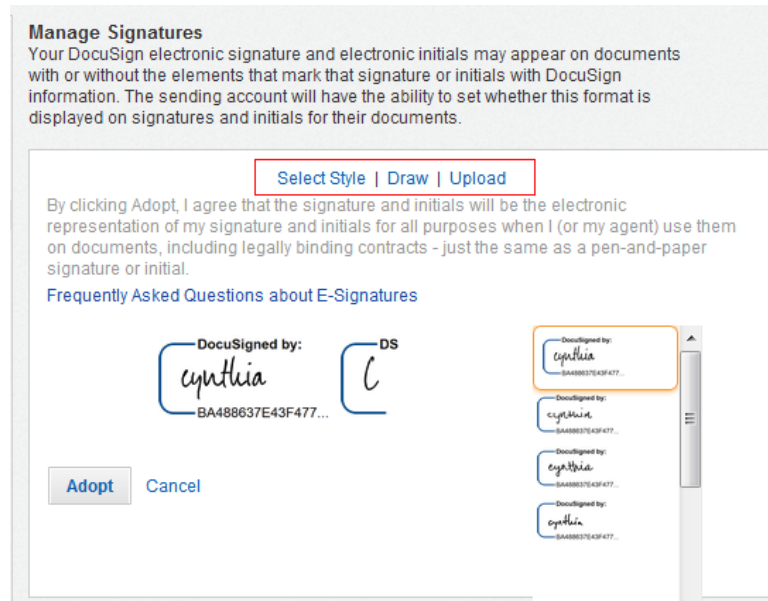 Manage Signatures
Your DocuSign electronic signature and electronic initials may appear on documents
with or without the elements that mark that signature or initials with DocuSign
information. The sending account will have the ability to set whether this format is
displayed on signatures and initials for their documents.
Select Style | Draw | Upload
By clicking Adopt, I agree that the signature and initials will be the electronic
representation of my signature and initials for all purposes when I (or my agent) use them
on documents, including legally binding contracts - just the same as a pen-and-paper
signature or initial.
Frequently Asked Questions about E-Signatures
DocuSigned by:
cynthia
BA488637E43F477...
DS
C
DocuSigned by:
cynthia
BA488637E43F477...
DocuSigned by:
cynthia
BA488637E43F477...
DocuSigned by:
cynthia
BA488637E43F477...
DocuSigned by:
cynthia
BA488637E43F477...
Adopt Cancel